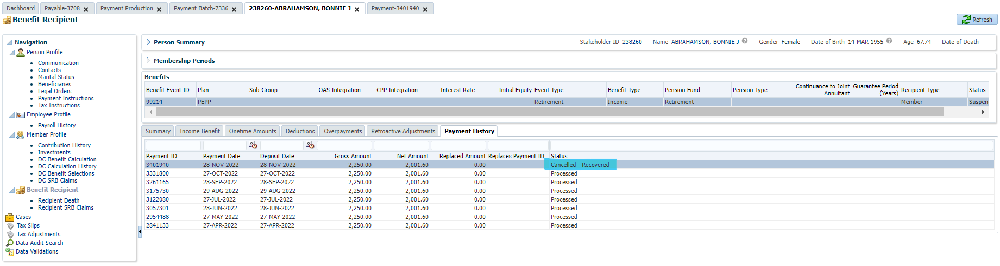 Dashboard Payable-3708 Payment Production Payment Batch-7336 238260-ABRAHAMSON, BONNIE J Payment-3401940
Benefit Recipient Refresh
Navigation
Person Profile
Communication
Contacts
Marital Status
Beneficiaries
Legal Orders
Payment Instructions
Tax Instructions
Employee Profile
Payroll History
Member Profile
Contribution History
Investments
DC Benefit Calculation
DC Calculation History
DC Benefit Selections
DC SRB Claims
Benefit Recipient
Recipient Death
Recipient SRB Claims
Cases
Tax Slips
Tax Adjustments
Data Audit Search
Data Validations
Person Summary Stakeholder ID 238260 Name ABRAHAMSON, BONNIE J Gender Female Date of Birth 14-MAR-1955 Age 67.74 Date of Death
Membership Periods
Benefits
Benefit Event ID Plan Sub-Group OAS Integration CPP Integration Interest Rate Initial Equity Event Type Benefit Type Pension Fund Pension Type Continuance to Joint Annuitant Guarantee Period (Years) Recipient Type Status
99214 PEPP Retirement Income Retirement Member Suspen
Summary Income Benefit Onetime Amounts Deductions Overpayments Retroactive Adjustments Payment History
Payment ID Payment Date Deposit Date Gross Amount Net Amount Replaced Amount Replaces Payment ID Status
3401940 28-NOV-2022 28-NOV-2022 2,250.00 2,001.60 0.00 Cancelled - Recovered
3331800 27-OCT-2022 27-OCT-2022 2,250.00 2,001.60 0.00 Processed
3261165 28-SEP-2022 28-SEP-2022 2,250.00 2,001.60 0.00 Processed
3175730 29-AUG-2022 29-AUG-2022 2,250.00 2,001.60 0.00 Processed
3122080 27-JUL-2022 27-JUL-2022 2,250.00 2,001.60 0.00 Processed
3057301 28-JUN-2022 28-JUN-2022 2,250.00 2,001.60 0.00 Processed
2954488 27-MAY-2022 27-MAY-2022 2,250.00 2,001.60 0.00 Processed
2841133 27-APR-2022 27-APR-2022 2,250.00 2,001.60 0.00 Processed